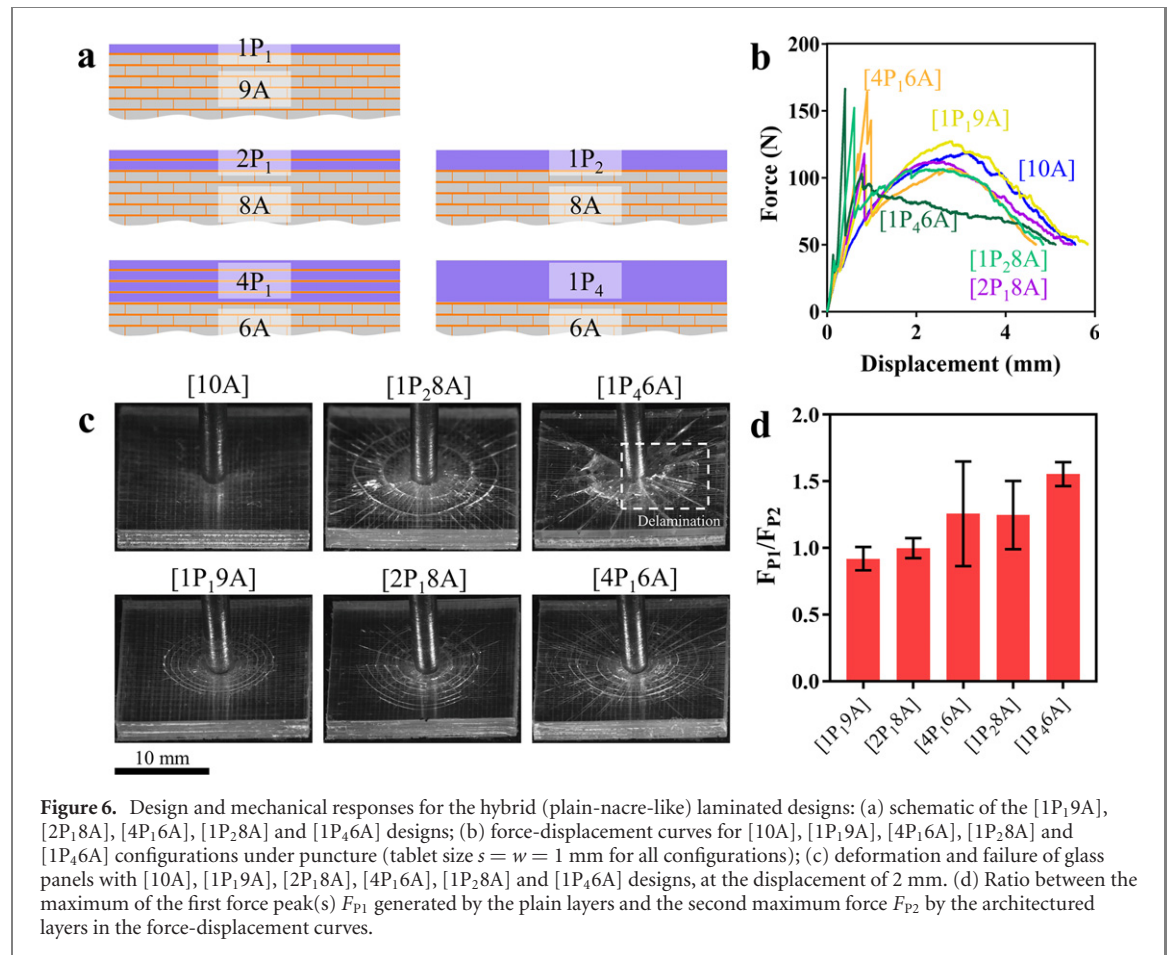 a
1P₁
9A
2P₁
8A
1P₂
8A
4P₁
6A
1P₄
6A
b
Force (N)
200
150
100
50
0
0 2 4 6
Displacement (mm)
[4P₁6A]
[1P₁9A]
[10A]
[1P₄6A]
[1P₂8A]
[2P₁8A]
c
[10A] [1P₂8A] [1P₄6A]
Delamination
[1P₁9A] [2P₁8A] [4P₁6A]
10 mm
d
F_P1/F_P2
2.0
1.5
1.0
0.5
0.0
[1P₁9A] [2P₁8A] [4P₁6A] [1P₂8A] [1P₄6A]
Figure 6. Design and mechanical responses for the hybrid (plain-nacre-like) laminated designs: (a) schematic of the [1P₁9A],
[2P₁8A], [4P₁6A], [1P₂8A] and [1P₄6A] designs; (b) force-displacement curves for [10A], [1P₁9A], [4P₁6A], [1P₂8A] and
[1P₄6A] configurations under puncture (tablet size s = w = 1 mm for all configurations); (c) deformation and failure of glass
panels with [10A], [1P₁9A], [2P₁8A], [4P₁6A], [1P₂8A] and [1P₄6A] designs, at the displacement of 2 mm. (d) Ratio between the
maximum of the first force peak(s) F_P1 generated by the plain layers and the second maximum force F_P2 by the architectured
layers in the force-displacement curves.